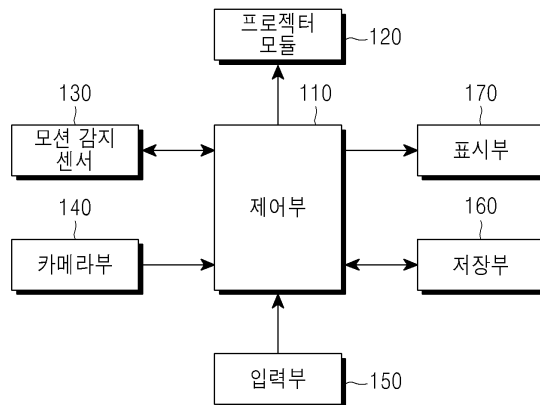 프로젝터
모듈
120
130
110
170
모션 감지
센서
표시부
제어부
140
160
카메라부
저장부
입력부
150